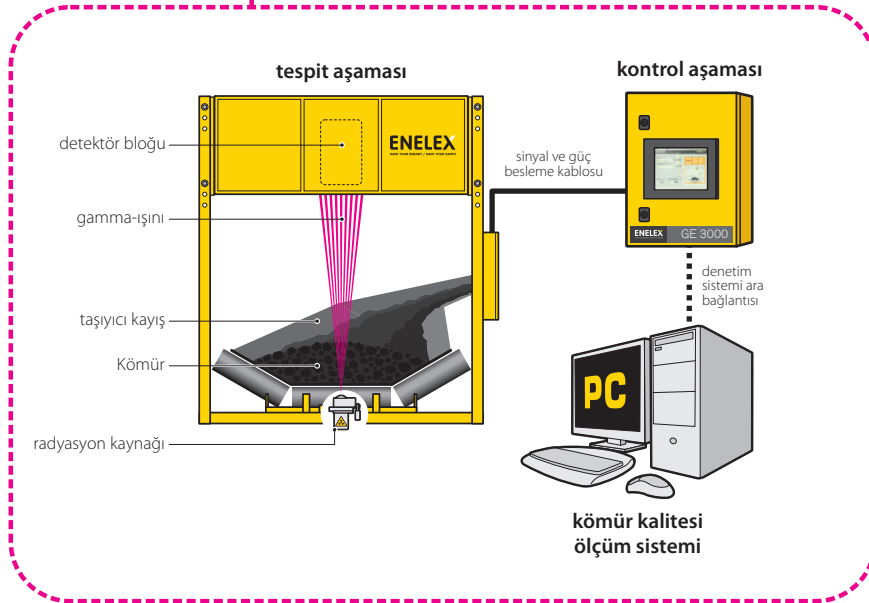 tespit aşaması
kontrol aşaması
detektör bloğu
ENELEX
gamma-ışını
taşıyıcı kayış
Kömür
radyasyon kaynağı
sinyal ve güç
besleme kablosu
ENELEX
GE 3000
denetim
sistemi ara
bağlantısı
PC
kömür kalitesi
ölçüm sistemi